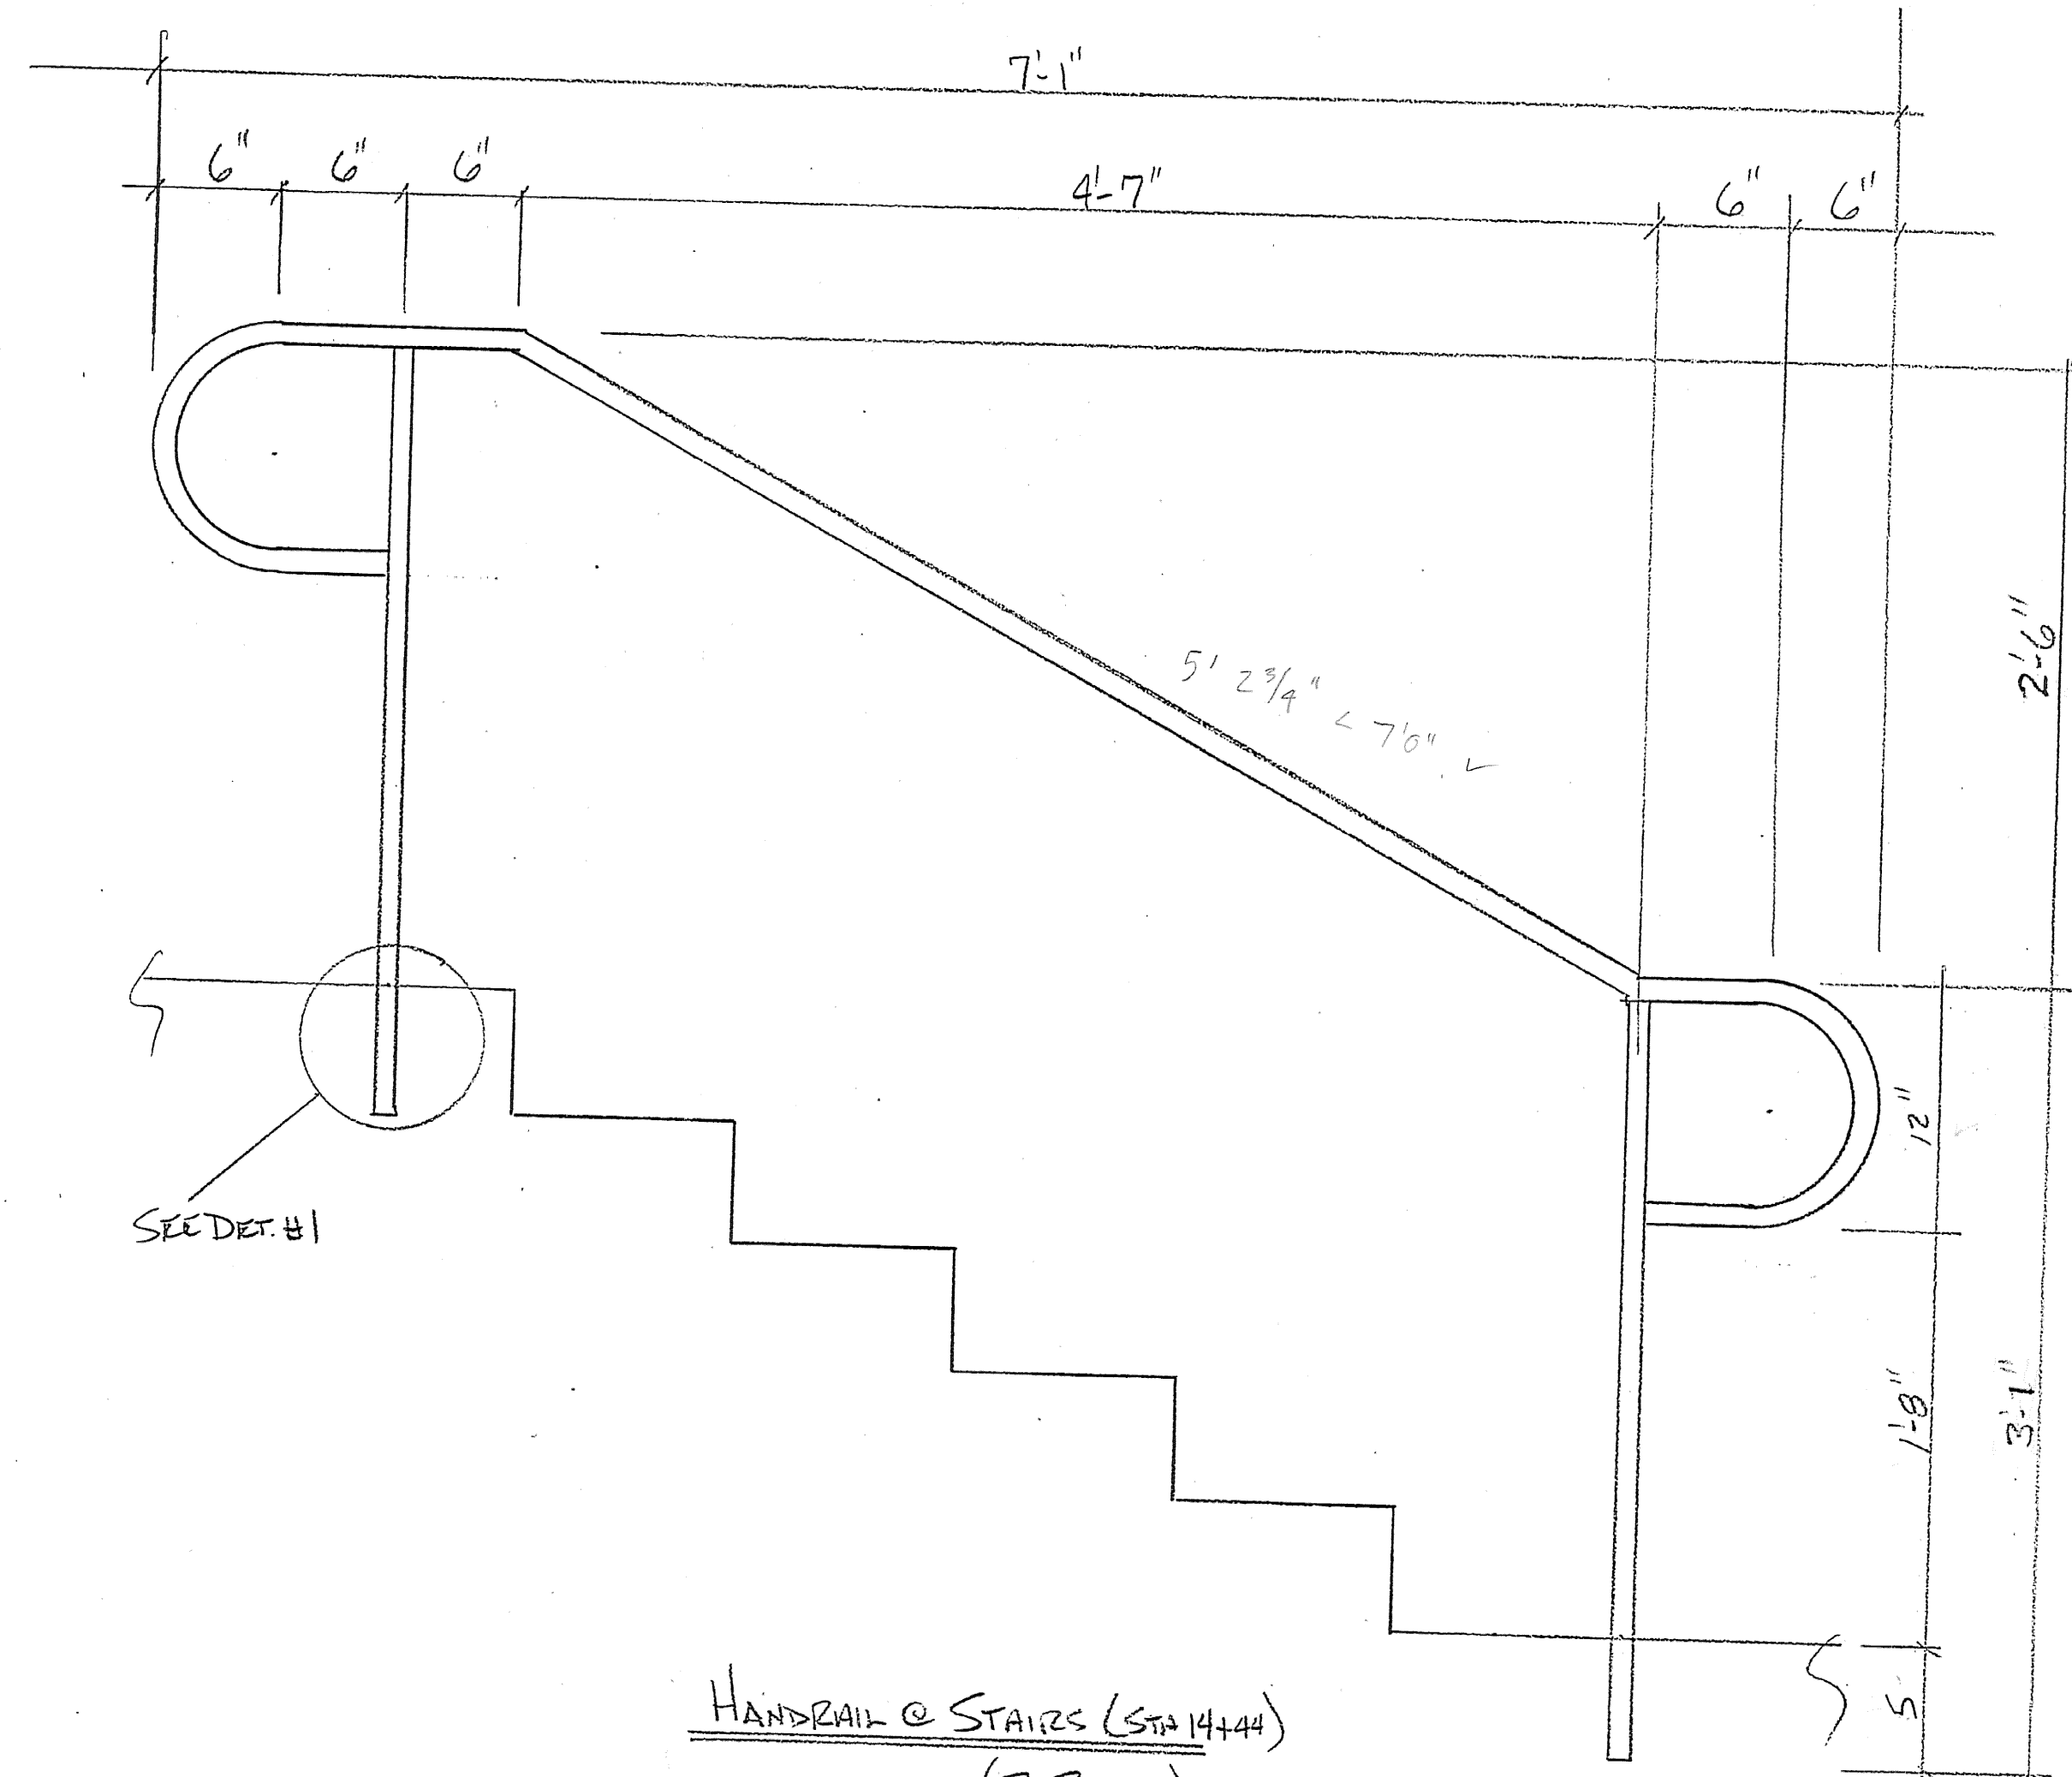 7'-1"
6" 6" 6" 4'-7" 6" 6"
2'-6"
5' 2 3/4" < 7'0" ✓
12"
SEE DET. #1
1'-8"
3'-1"
5
HANDRAIL @ STAIRS (STA 14+44)